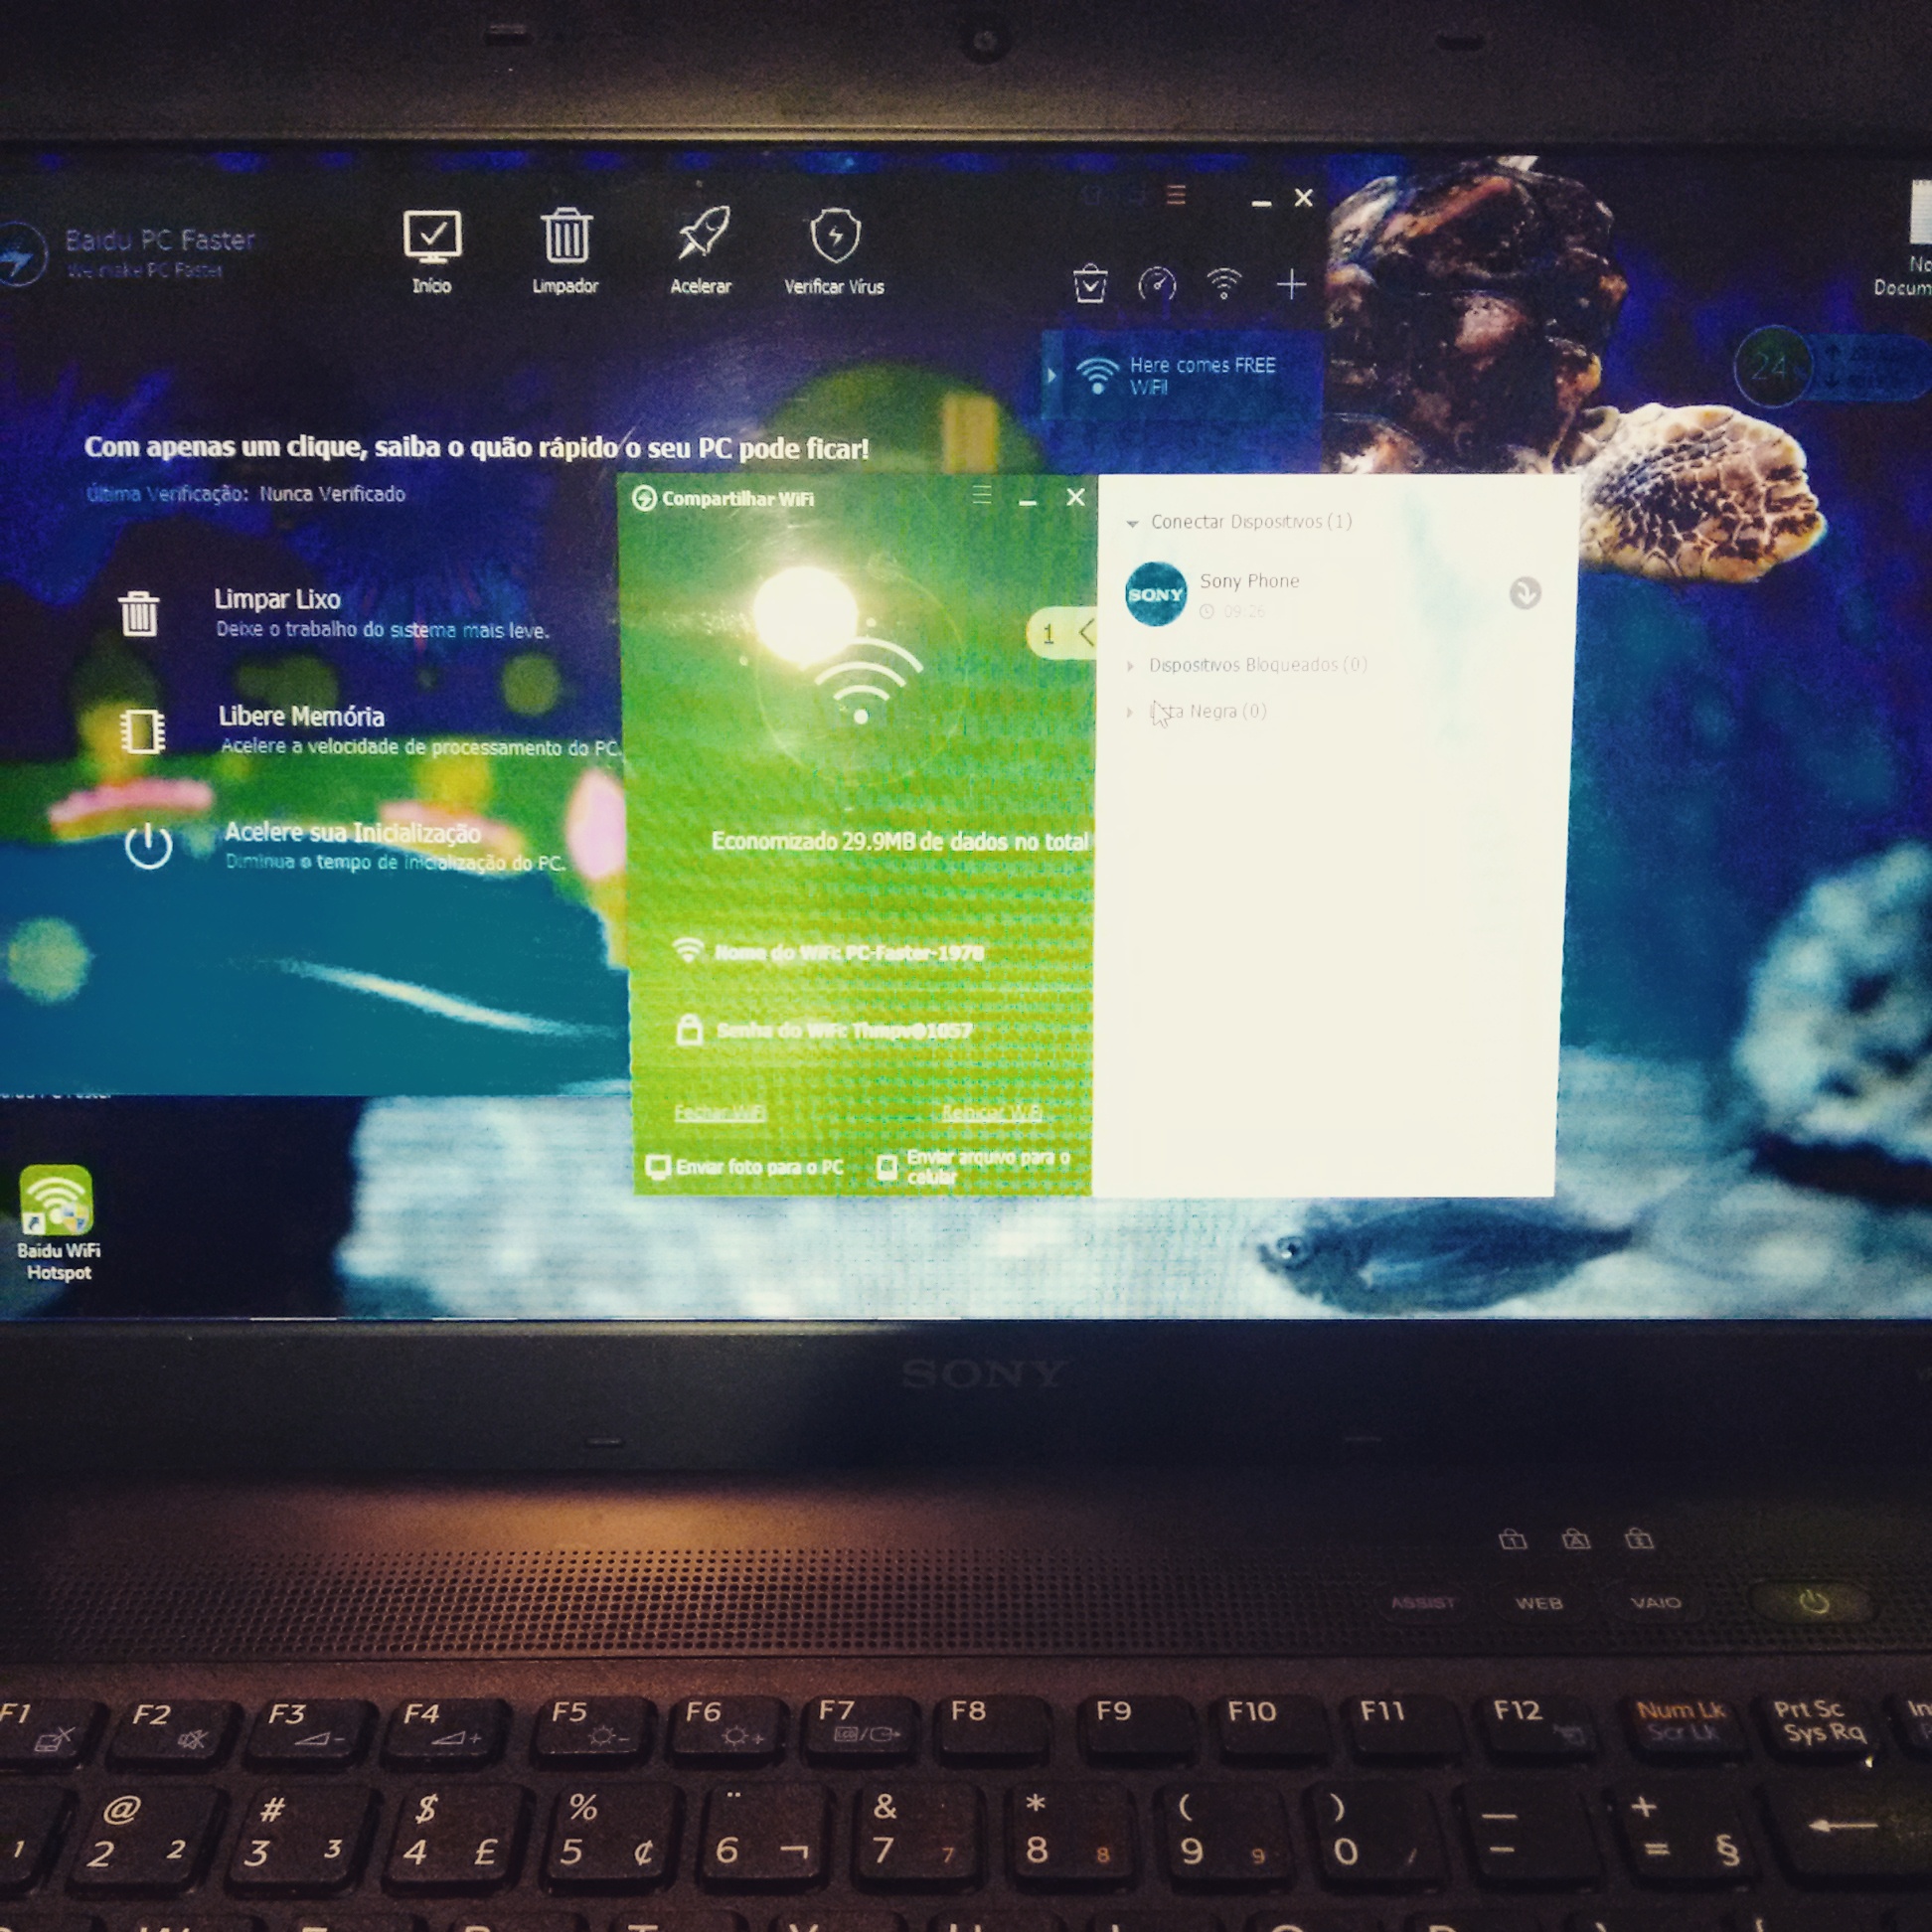 Baidu PC Faster
We make PC Faster
Início
Limpador
Acelerar
Verificar Vírus
Here comes FREE
WiFi!
24
Com apenas um clique, saiba o quão rápido o seu PC pode ficar!
Última Verificação: Nunca Verificado
Limpar Lixo
Deixe o trabalho do sistema mais leve.
Libere Memória
Acelere a velocidade de processamento do PC.
Acelere sua Inicialização
Diminua o tempo de inicialização do PC.
Compartilhar WiFi
1
Economizado 29.9MB de dados no total
Nome do WiFi: PC-Faster-1978
Senha do WiFi:
Fechar WiFi
Reiniciar WiFi
Enviar foto para o PC
Enviar arquivo para o
celular
Conectar Dispositivos (1)
SONY
Sony Phone
09:26
Dispositivos Bloqueados (0)
Negra (0)
Baidu WiFi
Hotspot
SONY
ASSIST
WEB
VAIO
F1 F2 F3 F4 F5 F6 F7 F8 F9 F10 F11 F12 Num Lk Prt Sc
LCD Scr Lk Sys Rq
@ # $ % ¨ & * ( ) _ +
1 2 2 3 3 4 £ 5 ¢ 6 ¬ 7 7 8 8 9 9 0 / - = §